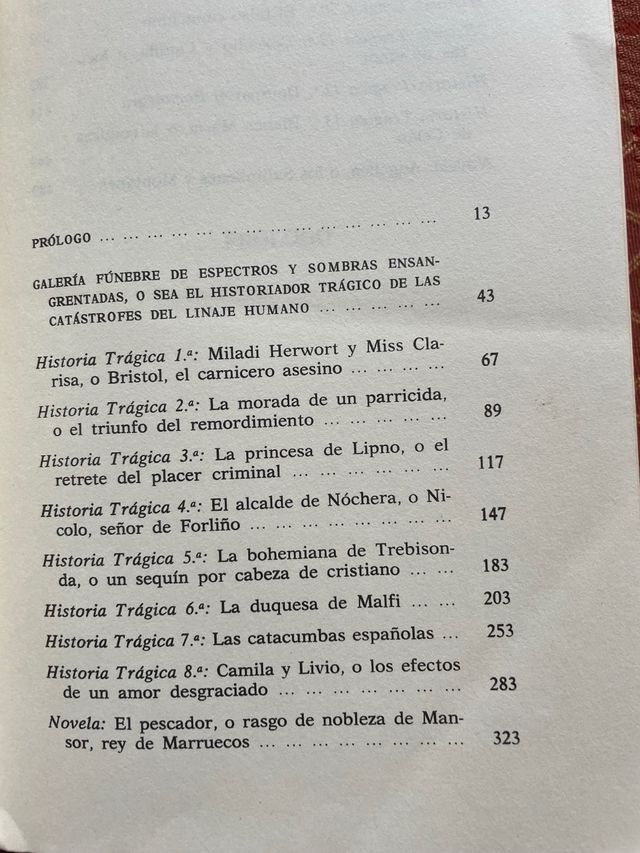 PRÓLOGO ... ... ... ... ... ... ... ... ... ... ... ... ... ... ... 13
GALERÍA FÚNEBRE DE ESPECTROS Y SOMBRAS ENSAN-
GRENTADAS, O SEA EL HISTORIADOR TRÁGICO DE LAS
CATÁSTROFES DEL LINAJE HUMANO ... ... ... ... ... 43
Historia Trágica 1.ª: Miladi Herwort y Miss Cla-
risa, o Bristol, el carnicero asesino ... ... ... ... 67
Historia Trágica 2.ª: La morada de un parricida,
o el triunfo del remordimiento ... ... ... ... ... 89
Historia Trágica 3.ª: La princesa de Lipno, o el
retrete del placer criminal ... ... ... ... ... ... ... 117
Historia Trágica 4.ª: El alcalde de Nóchera, o Ni-
colo, señor de Forliño ... ... ... ... ... ... ... ... 147
Historia Trágica 5.ª: La bohemiana de Trebison-
da, o un sequín por cabeza de cristiano ... ... 183
Historia Trágica 6.ª: La duquesa de Malfi ... ... 203
Historia Trágica 7.ª: Las catacumbas españolas ... 253
Historia Trágica 8.ª: Camila y Livio, o los efectos
de un amor desgraciado ... ... ... ... ... ... ... 283
Novela: El pescador, o rasgo de nobleza de Man-
sor, rey de Marruecos ... ... ... ... ... ... ... ... 323